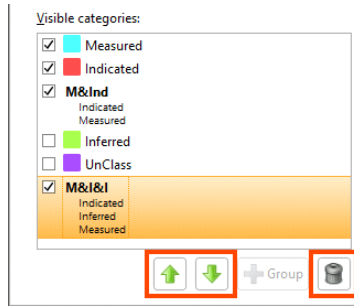 Visible categories:
Measured
Indicated
M&Ind
Indicated
Measured
Inferred
UnClass
M&I&I
Indicated
Inferred
Measured
Group